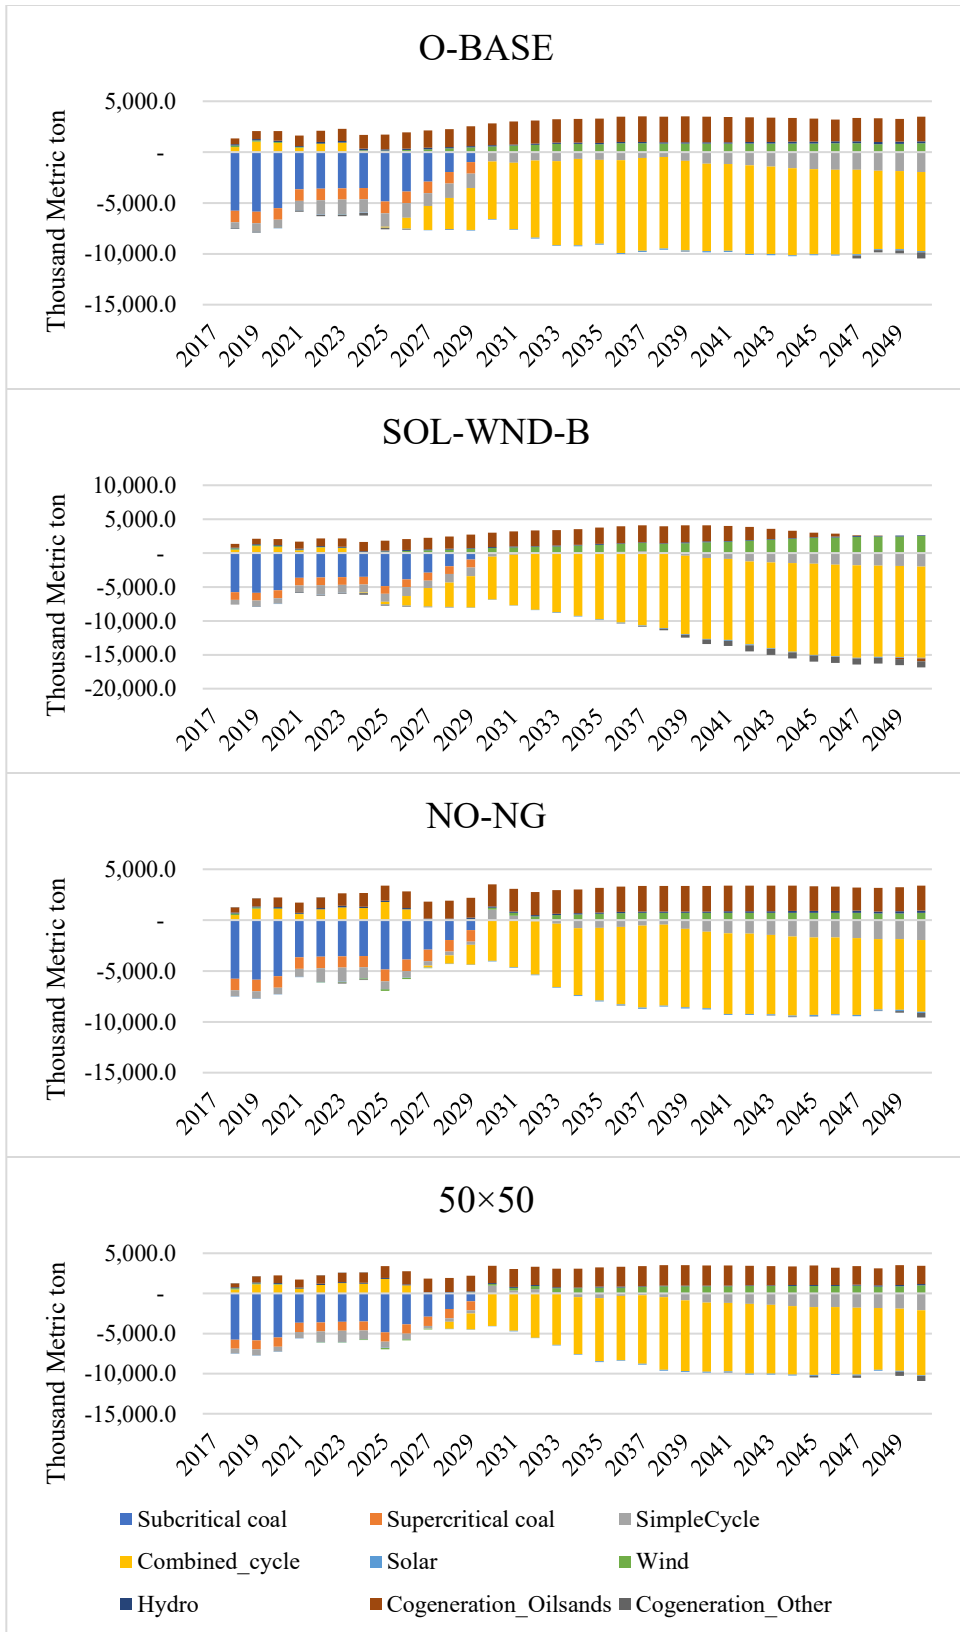 O-BASE
Thousand Metric ton
5,000.0
-
-5,000.0
-10,000.0
-15,000.0
2017 2019 2021 2023 2025 2027 2029 2031 2033 2035 2037 2039 2041 2043 2045 2047 2049
SOL-WND-B
Thousand Metric ton
10,000.0
5,000.0
-
-5,000.0
-10,000.0
-15,000.0
-20,000.0
2017 2019 2021 2023 2025 2027 2029 2031 2033 2035 2037 2039 2041 2043 2045 2047 2049
NO-NG
Thousand Metric ton
5,000.0
-
-5,000.0
-10,000.0
-15,000.0
2017 2019 2021 2023 2025 2027 2029 2031 2033 2035 2037 2039 2041 2043 2045 2047 2049
50×50
Thousand Metric ton
5,000.0
-
-5,000.0
-10,000.0
-15,000.0
2017 2019 2021 2023 2025 2027 2029 2031 2033 2035 2037 2039 2041 2043 2045 2047 2049
Subcritical coal Supercritical coal SimpleCycle
Combined_cycle Solar Wind
Hydro Cogeneration_Oilsands Cogeneration_Other